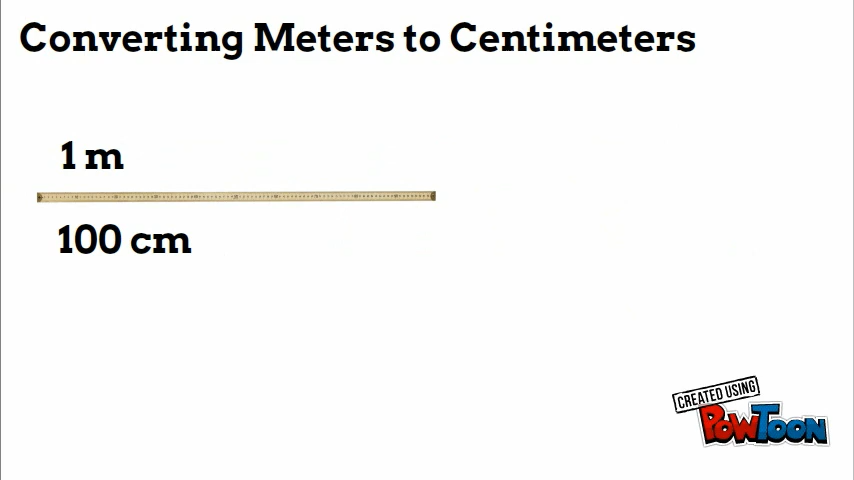 Converting Meters to Centimeters
1 m
100 cm
CREATED USING
POWTOON